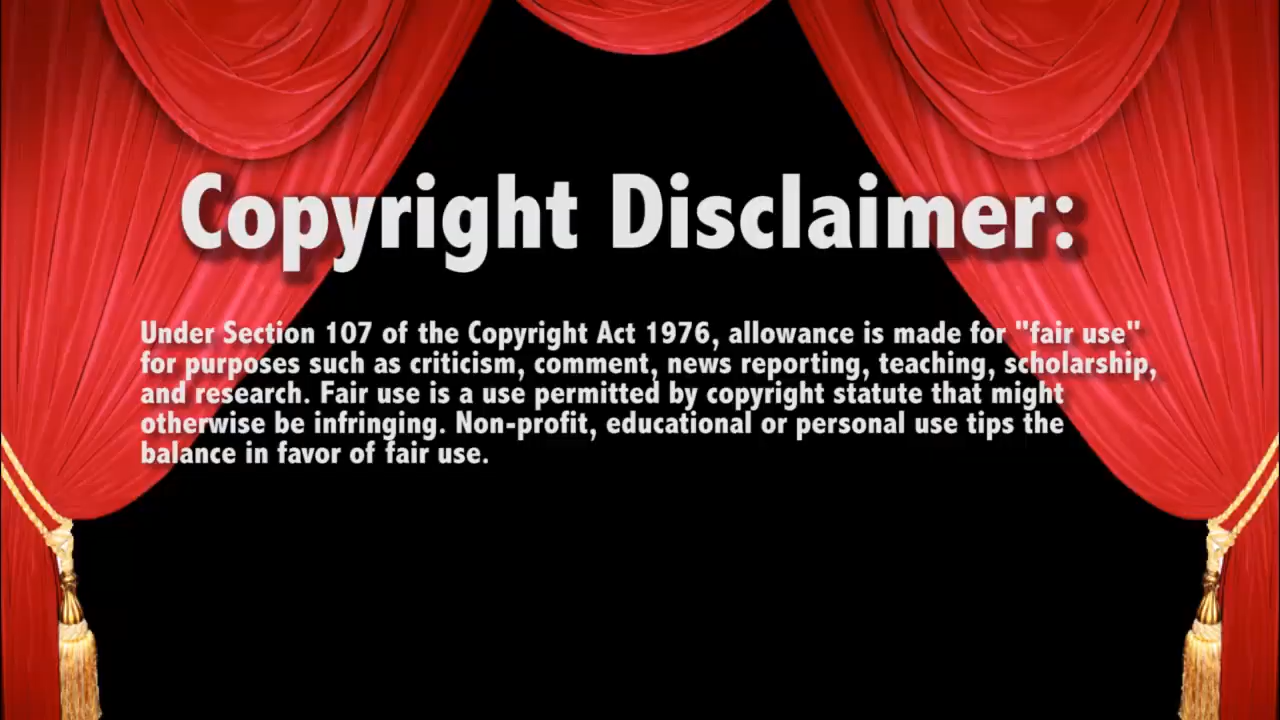 Copyright Disclaimer:
Under Section 107 of the Copyright Act 1976, allowance is made for "fair use"
for purposes such as criticism, comment, news reporting, teaching, scholarship,
and research. Fair use is a use permitted by copyright statute that might
otherwise be infringing. Non-profit, educational or personal use tips the
balance in favor of fair use.